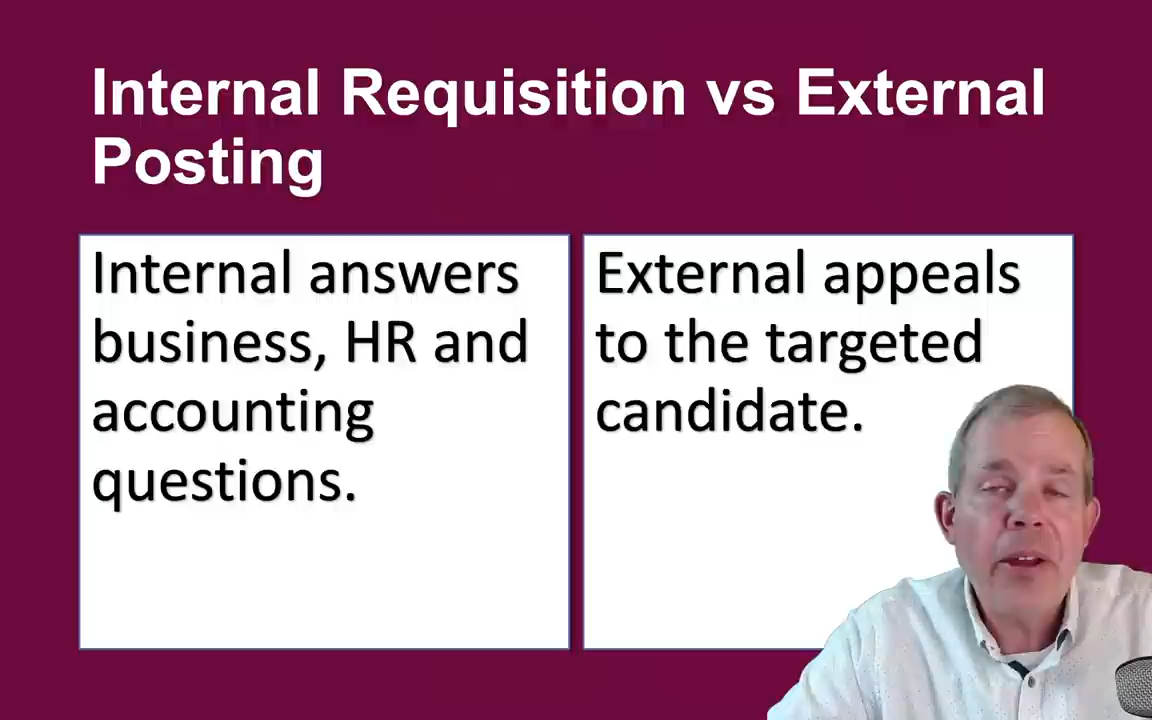 Internal Requisition vs External
Posting
Internal answers
business, HR and
accounting
questions.
External appeals
to the targeted
candidate.